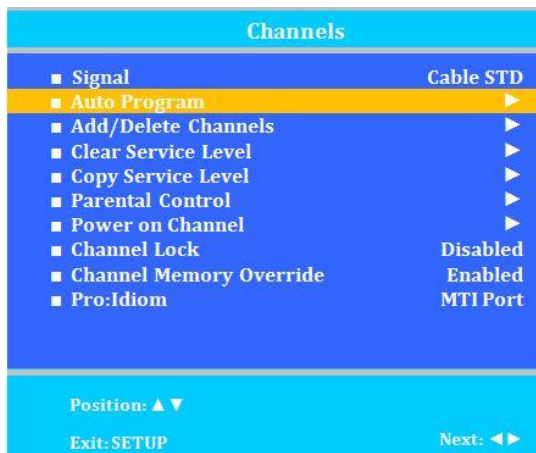 Channels
■ Signal Cable STD
■ Auto Program ▶
■ Add/Delete Channels ▶
■ Clear Service Level ▶
■ Copy Service Level ▶
■ Parental Control ▶
■ Power on Channel ▶
■ Channel Lock Disabled
■ Channel Memory Override Enabled
■ Pro:Idiom MTI Port
Position: ▲ ▼
Exit: SETUP Next: ◀ ▶